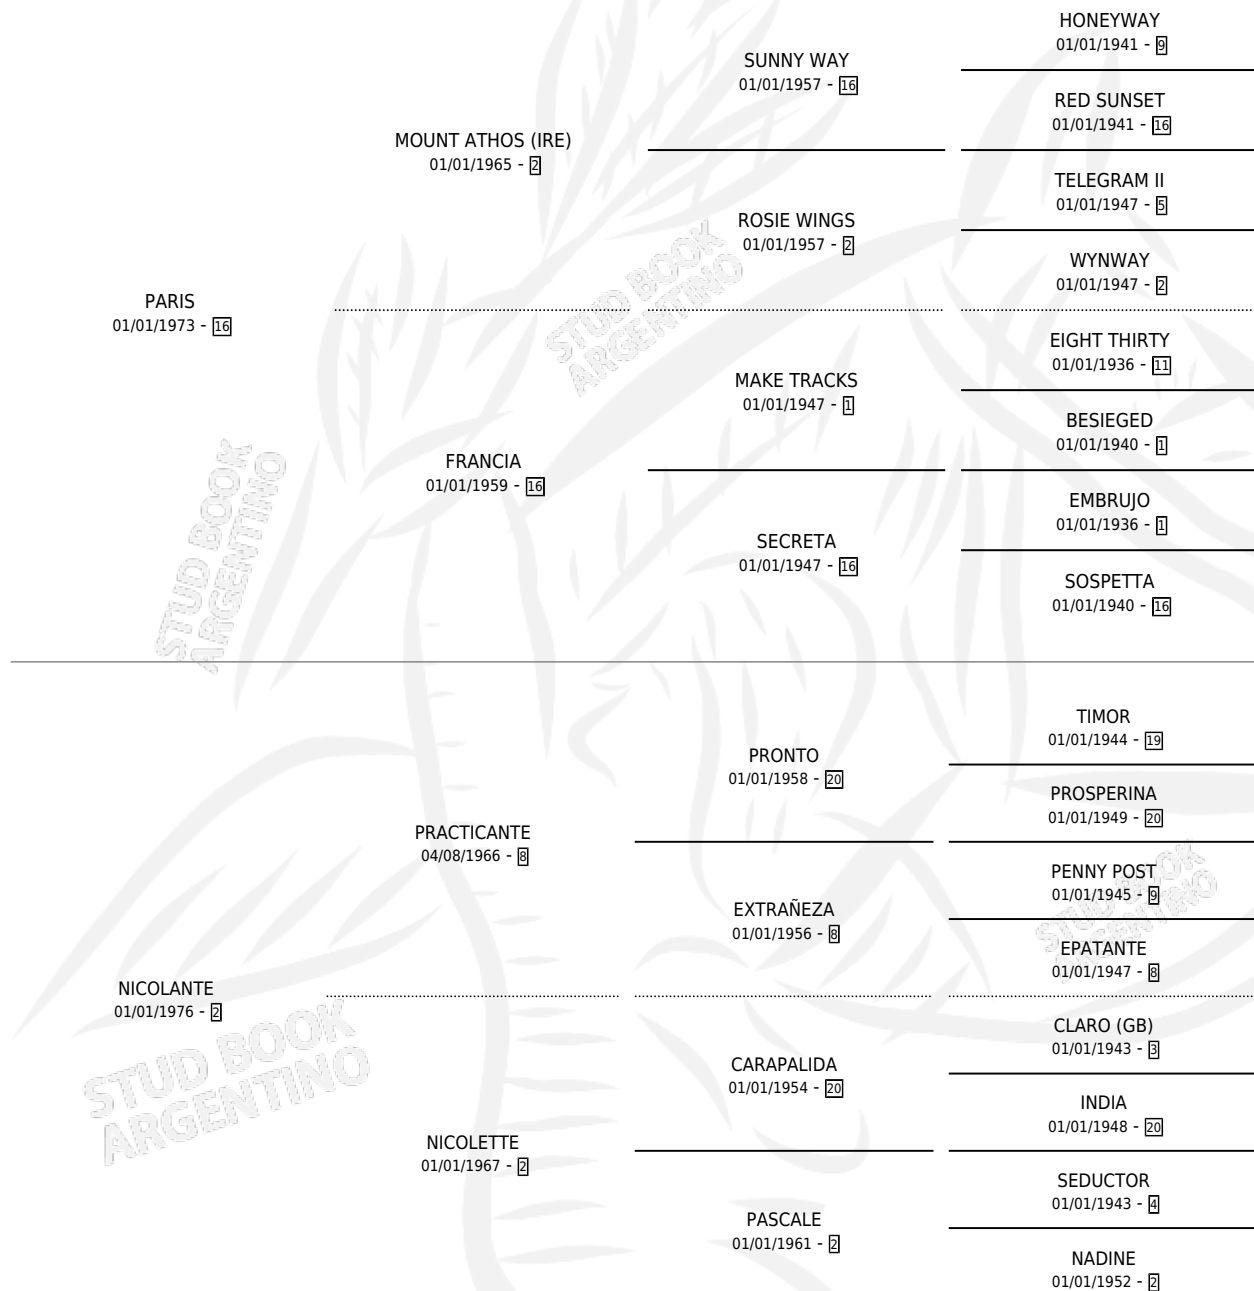 HONEYWAY
01/01/1941 - 9
SUNNY WAY
01/01/1957 - 16
RED SUNSET
01/01/1941 - 16
MOUNT ATHOS (IRE)
01/01/1965 - 2
TELEGRAM II
01/01/1947 - 5
ROSIE WINGS
01/01/1957 - 2
WYNWAY
01/01/1947 - 2
PARIS
01/01/1973 - 16
EIGHT THIRTY
01/01/1936 - 11
MAKE TRACKS
01/01/1947 - 1
BESIEGED
01/01/1940 - 1
FRANCIA
01/01/1959 - 16
EMBRUJO
01/01/1936 - 1
SECRETA
01/01/1947 - 16
SOSPETTA
01/01/1940 - 16
TIMOR
01/01/1944 - 19
PRONTO
01/01/1958 - 20
PROSPERINA
01/01/1949 - 20
PRACTICANTE
04/08/1966 - 8
PENNY POST
01/01/1945 - 9
EXTRAÑEZA
01/01/1956 - 8
EPATANTE
01/01/1947 - 8
NICOLANTE
01/01/1976 - 2
CLARO (GB)
01/01/1943 - 3
CARAPALIDA
01/01/1954 - 20
INDIA
01/01/1948 - 20
NICOLETTE
01/01/1967 - 2
SEDUCTOR
01/01/1943 - 4
PASCALE
01/01/1961 - 2
NADINE
01/01/1952 - 2
STUD BOOK
ARGENTINO
STUD BOOK
ARGENTINO
STUD BOOK
ARGENTINO
STUD BOOK
ARGENTINO